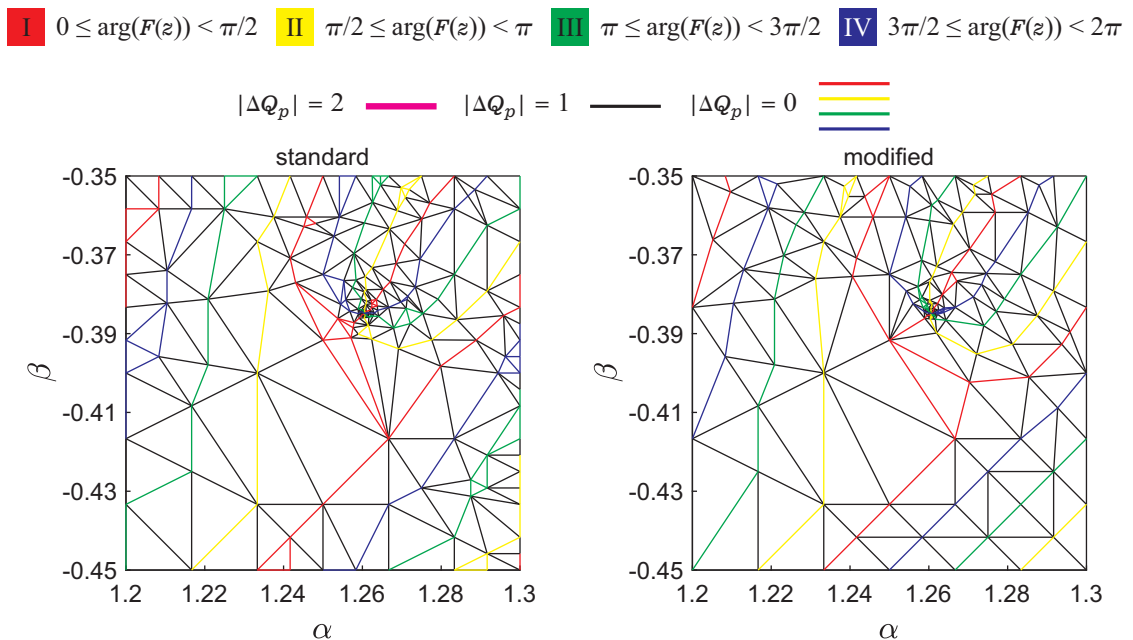 I 0 ≤ arg(F(z)) < π/2 II π/2 ≤ arg(F(z)) < π III π ≤ arg(F(z)) < 3π/2 IV 3π/2 ≤ arg(F(z)) < 2π
|ΔQ_p| = 2 |ΔQ_p| = 1 |ΔQ_p| = 0
standard
-0.35
-0.37
-0.39
-0.41
-0.43
-0.45
β
1.2 1.22 1.24 1.26 1.28 1.3
α
modified
-0.35
-0.37
-0.39
-0.41
-0.43
-0.45
β
1.2 1.22 1.24 1.26 1.28 1.3
α